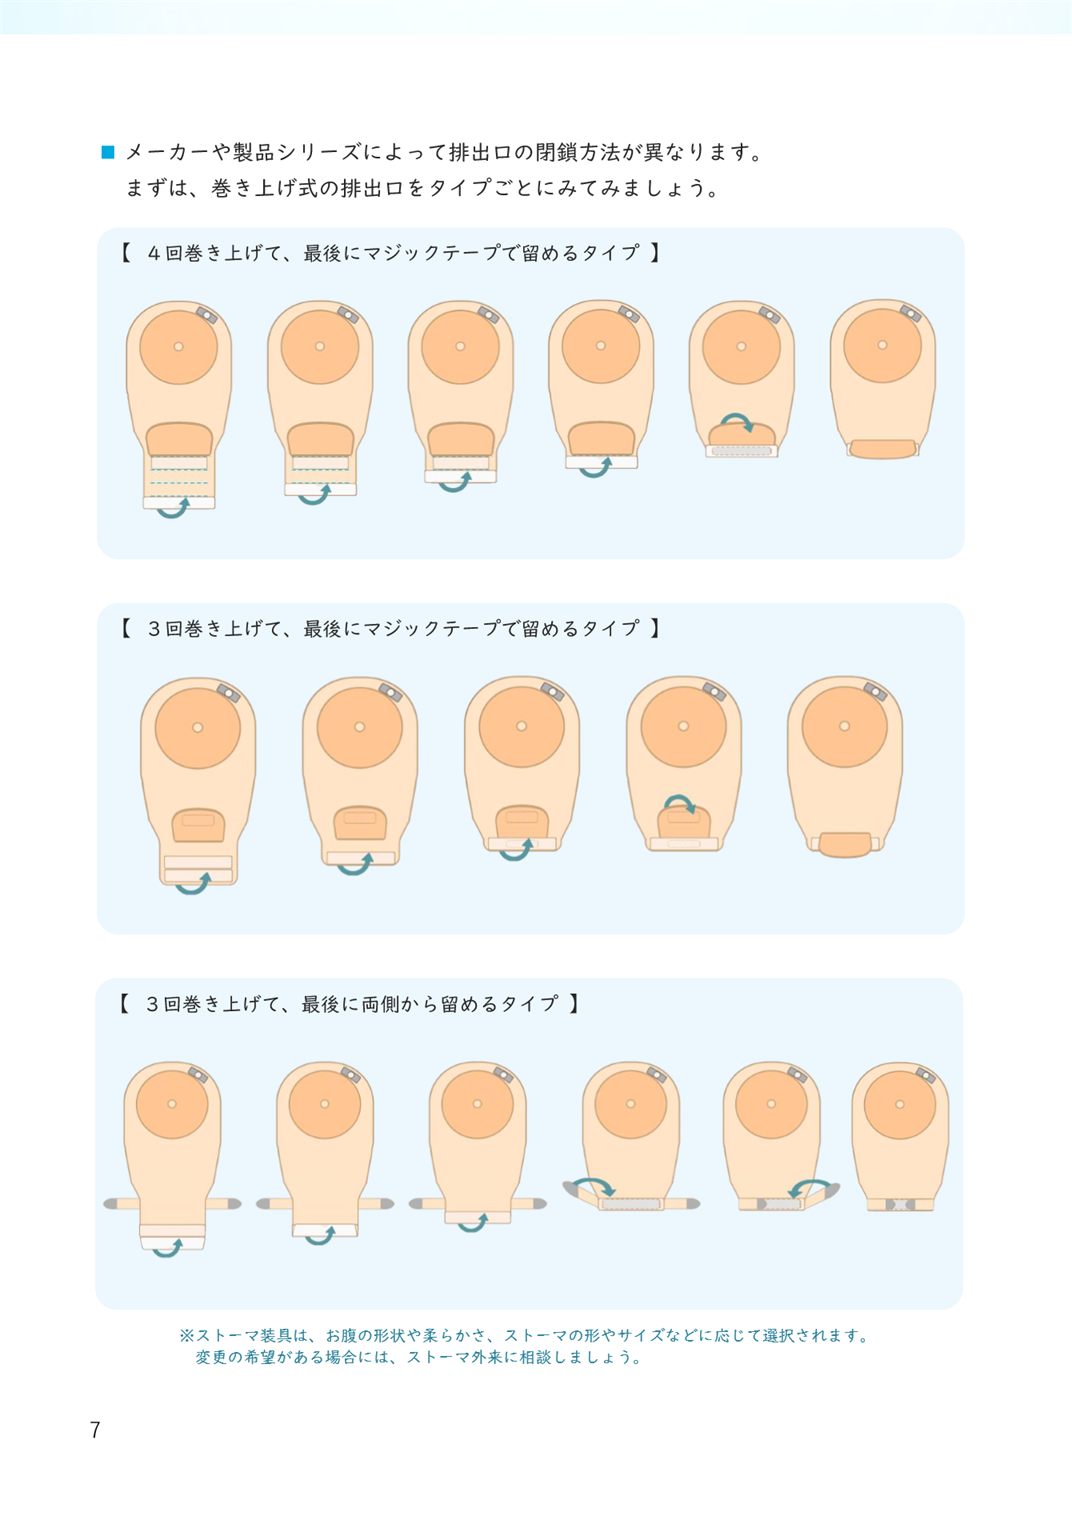 ■ メーカーや製品シリーズによって排出口の閉鎖方法が異なります。
まずは、巻き上げ式の排出口をタイプごとにみてみましょう。
【 ４回巻き上げて、最後にマジックテープで留めるタイプ 】
【 ３回巻き上げて、最後にマジックテープで留めるタイプ 】
【 ３回巻き上げて、最後に両側から留めるタイプ 】
※ストーマ装具は、お腹の形状や柔らかさ、ストーマの形やサイズなどに応じて選択されます。
変更の希望がある場合には、ストーマ外来に相談しましょう。
7